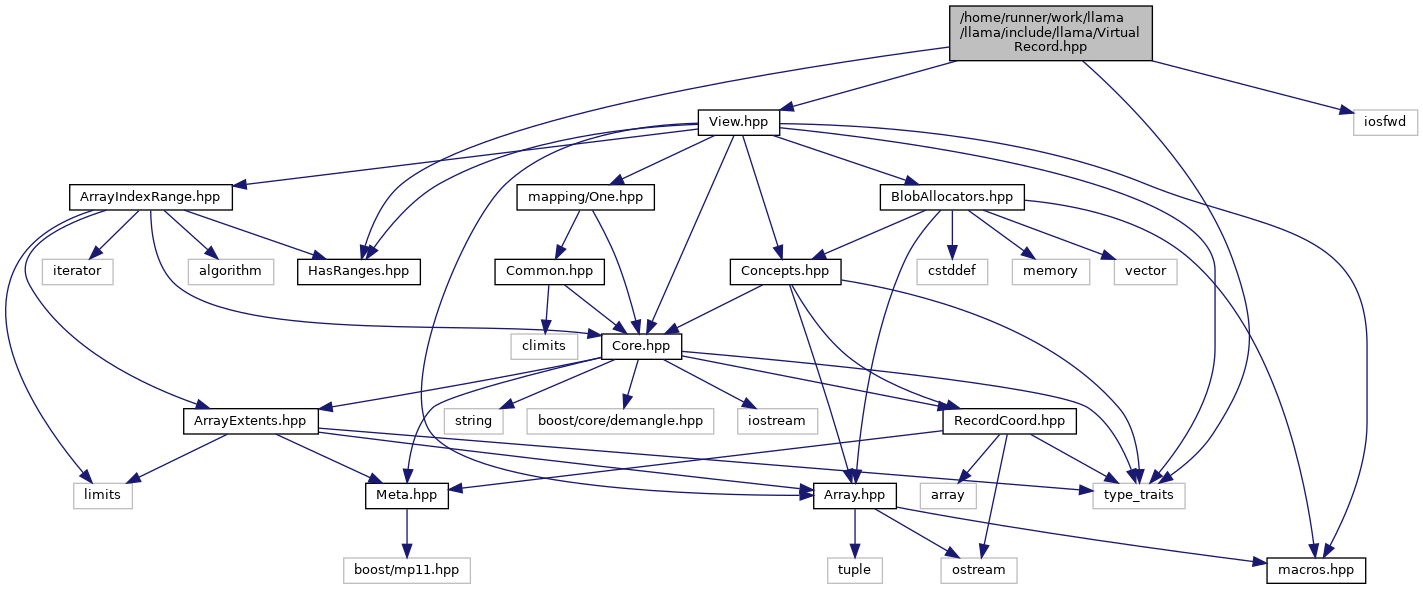 /home/runner/work/llama
/llama/include/llama/Virtual
Record.hpp
View.hpp
iosfwd
ArrayIndexRange.hpp
mapping/One.hpp
BlobAllocators.hpp
iterator
algorithm
HasRanges.hpp
Common.hpp
Concepts.hpp
cstddef
memory
vector
climits
Core.hpp
ArrayExtents.hpp
string
boost/core/demangle.hpp
iostream
RecordCoord.hpp
limits
Meta.hpp
Array.hpp
array
type_traits
boost/mp11.hpp
tuple
ostream
macros.hpp